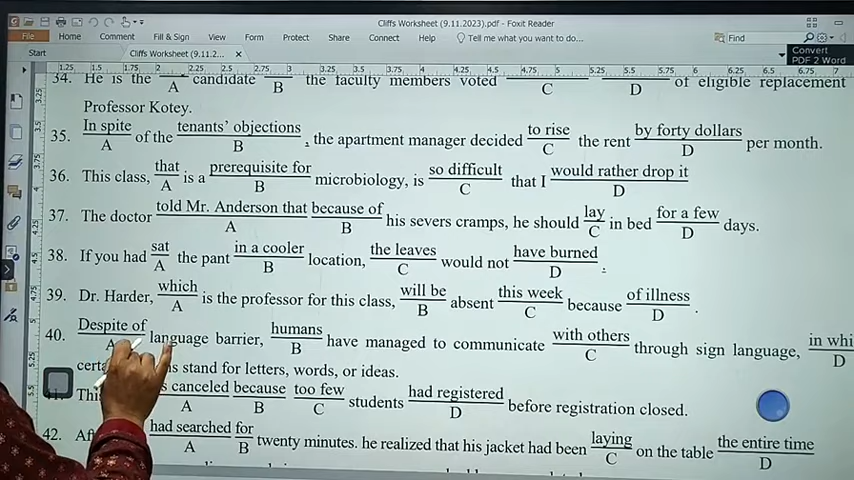 Cliffs Worksheet (9.11.2023).pdf - Foxit Reader
File Home Comment Fill & Sign View Form Protect Share Connect Help Tell me what you want to do... Find
Start Cliffs Worksheet (9.11.2... ×
Convert
PDF 2 Word
34. He is the candidate the faculty members voted of eligible replacement
A B C D
Professor Kotey.
35. In spite of the tenants' objections, the apartment manager decided to rise the rent by forty dollars per month.
A B C D
36. This class, that is a prerequisite for microbiology, is so difficult that I would rather drop it
A B C D
37. The doctor told Mr. Anderson that because of his severs cramps, he should lay in bed for a few days.
A B C D
38. If you had sat the pant in a cooler location, the leaves would not have burned.
A B C D
39. Dr. Harder, which is the professor for this class, will be absent this week because of illness.
A B C D
40. Despite of language barrier, humans have managed to communicate with others through sign language, in whi
A B C D
stand for letters, words, or ideas.
canceled because too few students had registered before registration closed.
A B C D
42. had searched for twenty minutes. he realized that his jacket had been laying on the table the entire time
A B C D